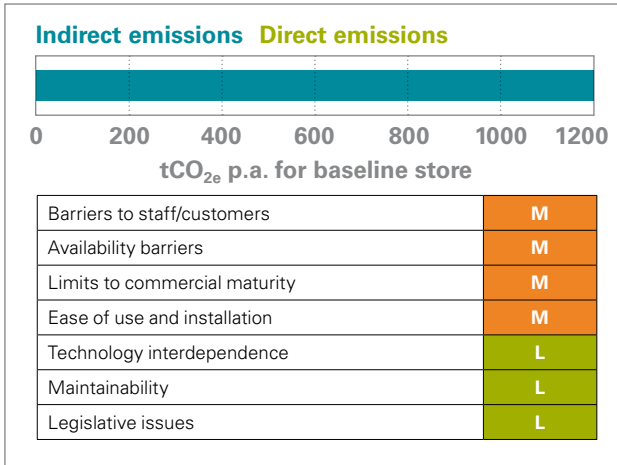 Indirect emissions Direct emissions
0 200 400 600 800 1000 1200
tCO2e p.a. for baseline store
Barriers to staff/customers M
Availability barriers M
Limits to commercial maturity M
Ease of use and installation M
Technology interdependence L
Maintainability L
Legislative issues L